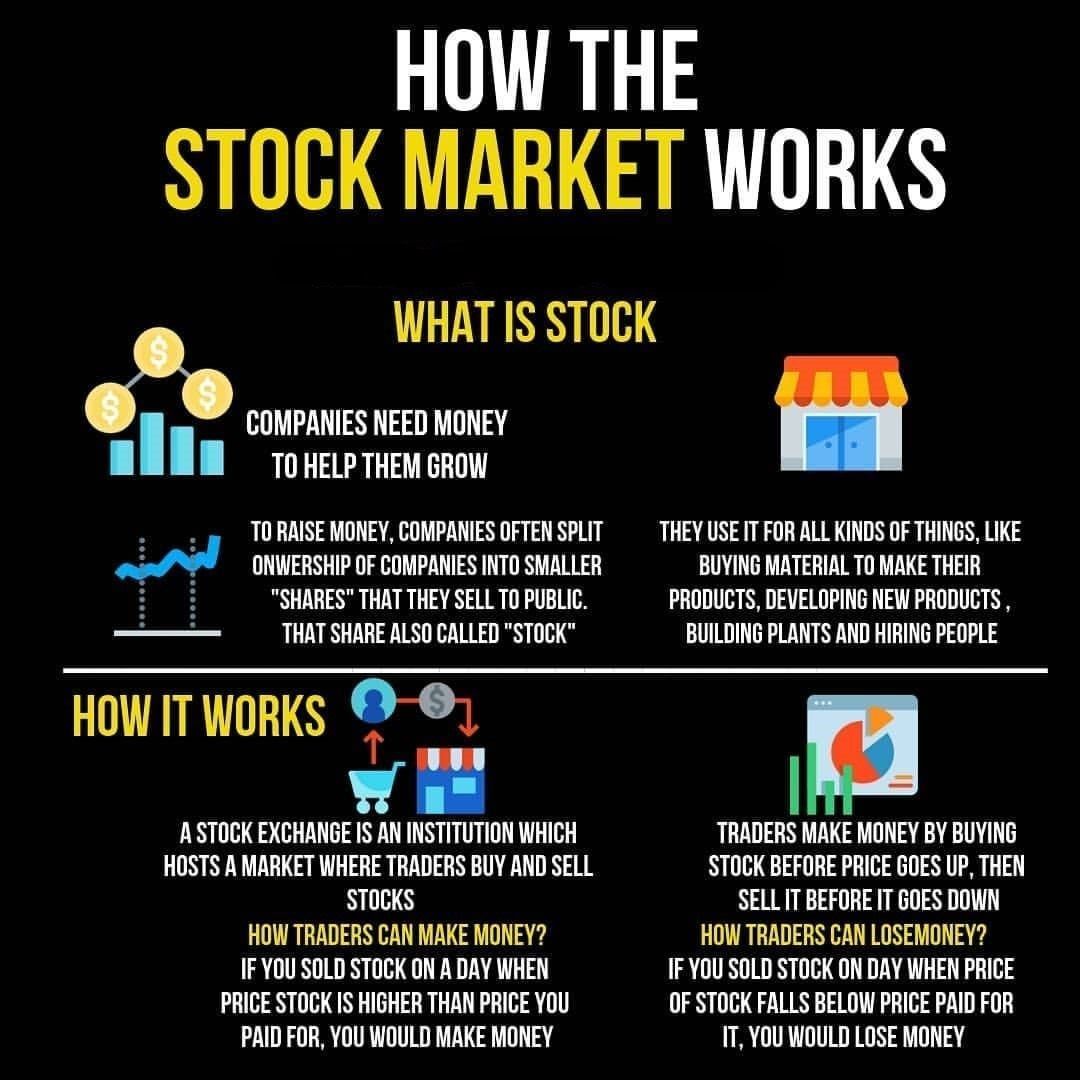 HOW THE
STOCK MARKET WORKS
WHAT IS STOCK
COMPANIES NEED MONEY
TO HELP THEM GROW
TO RAISE MONEY, COMPANIES OFTEN SPLIT
ONWERSHIP OF COMPANIES INTO SMALLER
"SHARES" THAT THEY SELL TO PUBLIC.
THAT SHARE ALSO CALLED "STOCK"
THEY USE IT FOR ALL KINDS OF THINGS, LIKE
BUYING MATERIAL TO MAKE THEIR
PRODUCTS, DEVELOPING NEW PRODUCTS ,
BUILDING PLANTS AND HIRING PEOPLE
HOW IT WORKS
A STOCK EXCHANGE IS AN INSTITUTION WHICH
HOSTS A MARKET WHERE TRADERS BUY AND SELL
STOCKS
HOW TRADERS CAN MAKE MONEY?
IF YOU SOLD STOCK ON A DAY WHEN
PRICE STOCK IS HIGHER THAN PRICE YOU
PAID FOR, YOU WOULD MAKE MONEY
TRADERS MAKE MONEY BY BUYING
STOCK BEFORE PRICE GOES UP, THEN
SELL IT BEFORE IT GOES DOWN
HOW TRADERS CAN LOSEMONEY?
IF YOU SOLD STOCK ON DAY WHEN PRICE
OF STOCK FALLS BELOW PRICE PAID FOR
IT, YOU WOULD LOSE MONEY